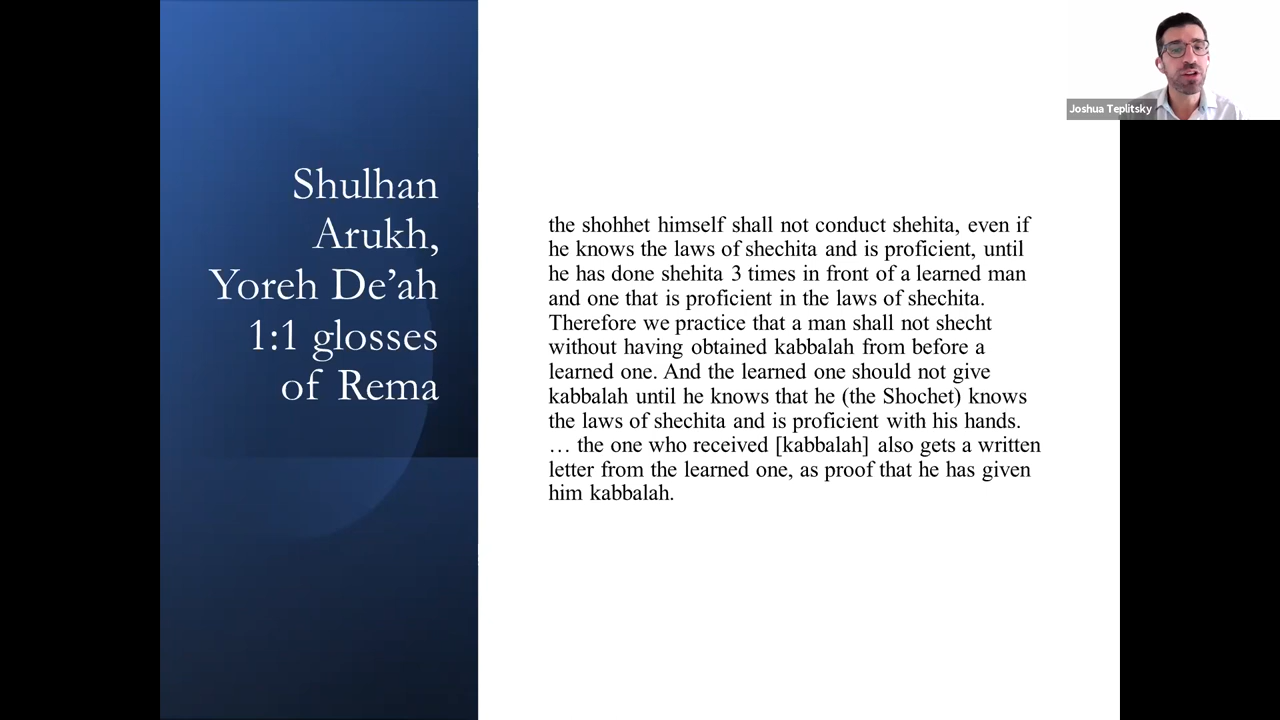 Shulhan
Arukh,
Yoreh De’ah
1:1 glosses
of Rema
the shohhet himself shall not conduct shehita, even if
he knows the laws of shechita and is proficient, until
he has done shehita 3 times in front of a learned man
and one that is proficient in the laws of shechita.
Therefore we practice that a man shall not shecht
without having obtained kabbalah from before a
learned one. And the learned one should not give
kabbalah until he knows that he (the Shochet) knows
the laws of shechita and is proficient with his hands.
… the one who received [kabbalah] also gets a written
letter from the learned one, as proof that he has given
him kabbalah.
Joshua Teplitsky